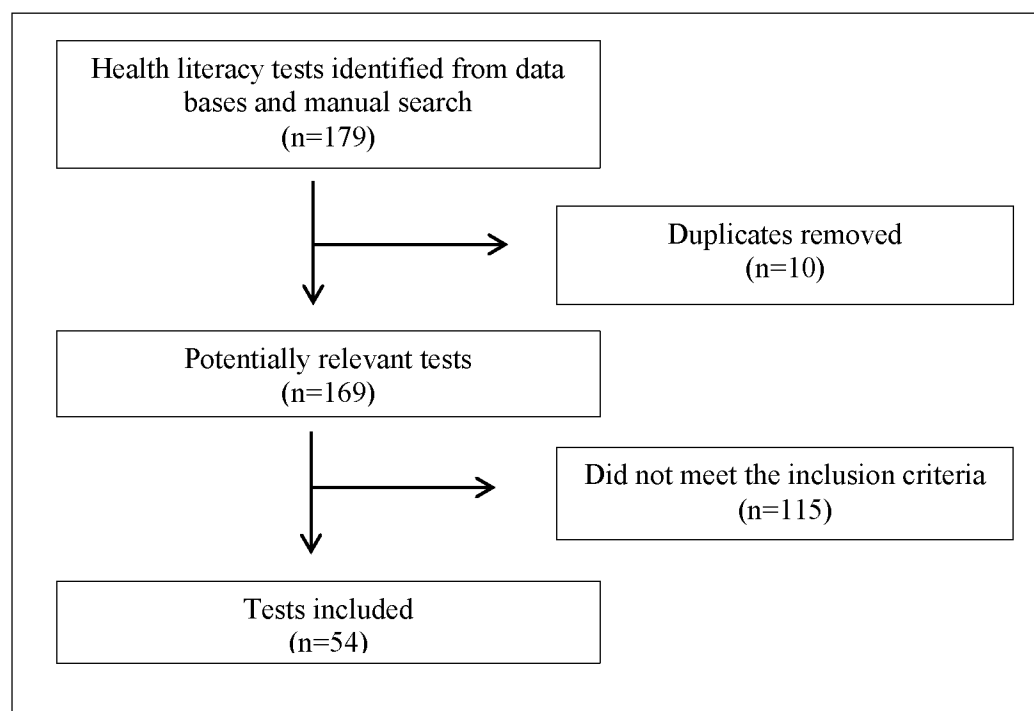 Health literacy tests identified from data
bases and manual search
(n=179)
Duplicates removed
(n=10)
Potentially relevant tests
(n=169)
Did not meet the inclusion criteria
(n=115)
Tests included
(n=54)